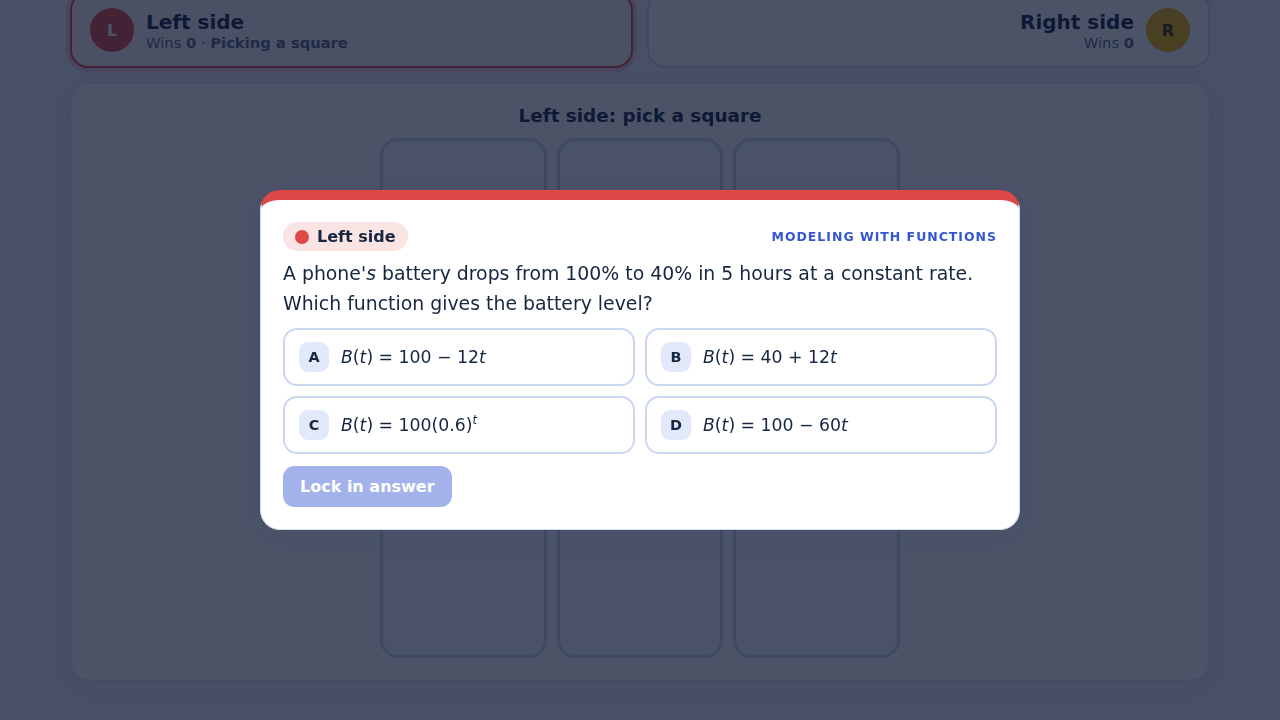 L
Left side
Wins 0 · Picking a square
Right side
Wins 0
R
Left side: pick a square
Left side
MODELING WITH FUNCTIONS
A phone's battery drops from 100% to 40% in 5 hours at a constant rate.
Which function gives the battery level?
A B(t) = 100 − 12t
B B(t) = 40 + 12t
C B(t) = 100(0.6)^t
D B(t) = 100 − 60t
Lock in answer